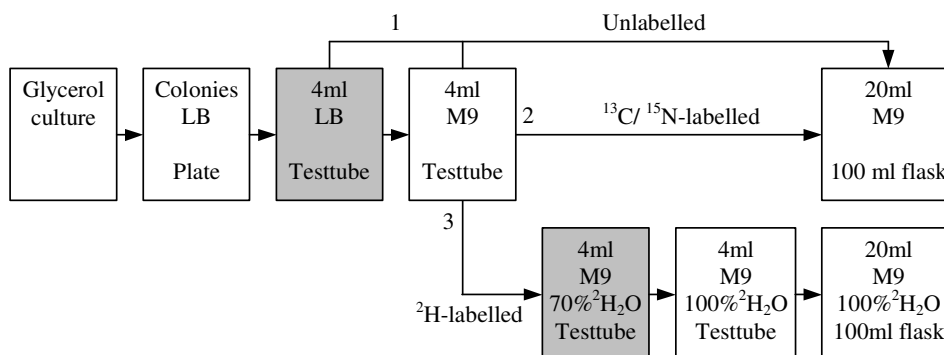 1
Unlabelled
Glycerol
culture
Colonies
LB
Plate
4ml
LB
Testtube
4ml
M9
Testtube
2
¹³C/ ¹⁵N-labelled
20ml
M9
100 ml flask
3
²H-labelled
4ml
M9
70%²H₂O
Testtube
4ml
M9
100%²H₂O
Testtube
20ml
M9
100%²H₂O
100ml flask